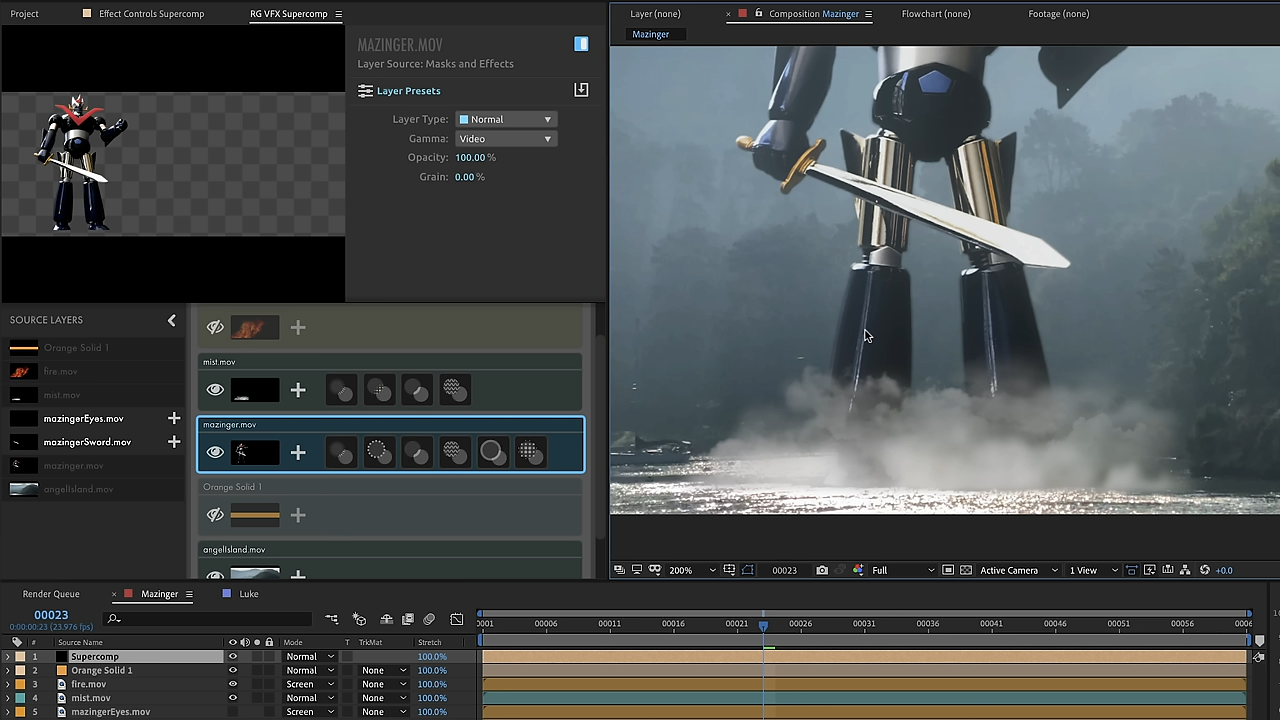 Project
Effect Controls Supercomp
RG VFX Supercomp
Layer (none)
Composition Mazinger
Flowchart (none)
Footage (none)
Mazinger
MAZINGER.MOV
Layer Source: Masks and Effects
Layer Presets
Layer Type: Normal
Gamma: Video
Opacity: 100.00 %
Grain: 0.00 %
SOURCE LAYERS
Orange Solid 1
fire.mov
mist.mov
mazingerEyes.mov
mazingerSword.mov
mazinger.mov
angelIsland.mov
mist.mov
mazinger.mov
Orange Solid 1
angelIsland.mov
200%
00023
Full
Active Camera
1 View
+0.0
Render Queue
Mazinger
Luke
00023
0:00:00:23 (23.976 fps)
0001 00006 00011 00016 00021 00026 00031 00036 00041 00046 00051 00056 0006
# Source Name Mode T TrkMat Stretch
1 Supercomp Normal 100.0%
2 Orange Solid 1 Normal None 100.0%
3 fire.mov Screen None 100.0%
4 mist.mov Normal None 100.0%
5 mazingerEyes.mov Screen None 100.0%